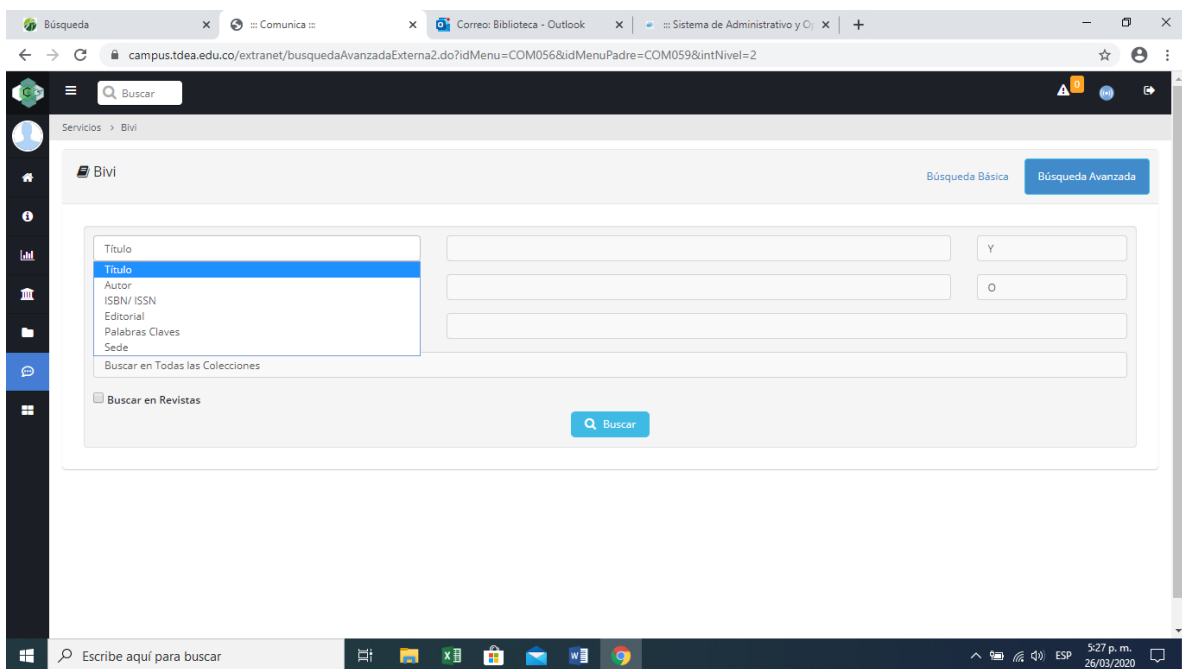 Búsqueda
::: Comunica :::
Correo: Biblioteca - Outlook
::: Sistema de Administrativo y O
campus.tdea.edu.co/extranet/busquedaAvanzadaExterna2.do?idMenu=COM056&idMenuPadre=COM059&intNivel=2
Buscar
0
Servicios > Bivi
Bivi
Búsqueda Básica
Búsqueda Avanzada
Título
Y
Título
Autor
O
ISBN/ ISSN
Editorial
Palabras Claves
Sede
Buscar en Todas las Colecciones
Buscar en Revistas
Buscar
Escribe aquí para buscar
ESP
5:27 p. m.
26/03/2020